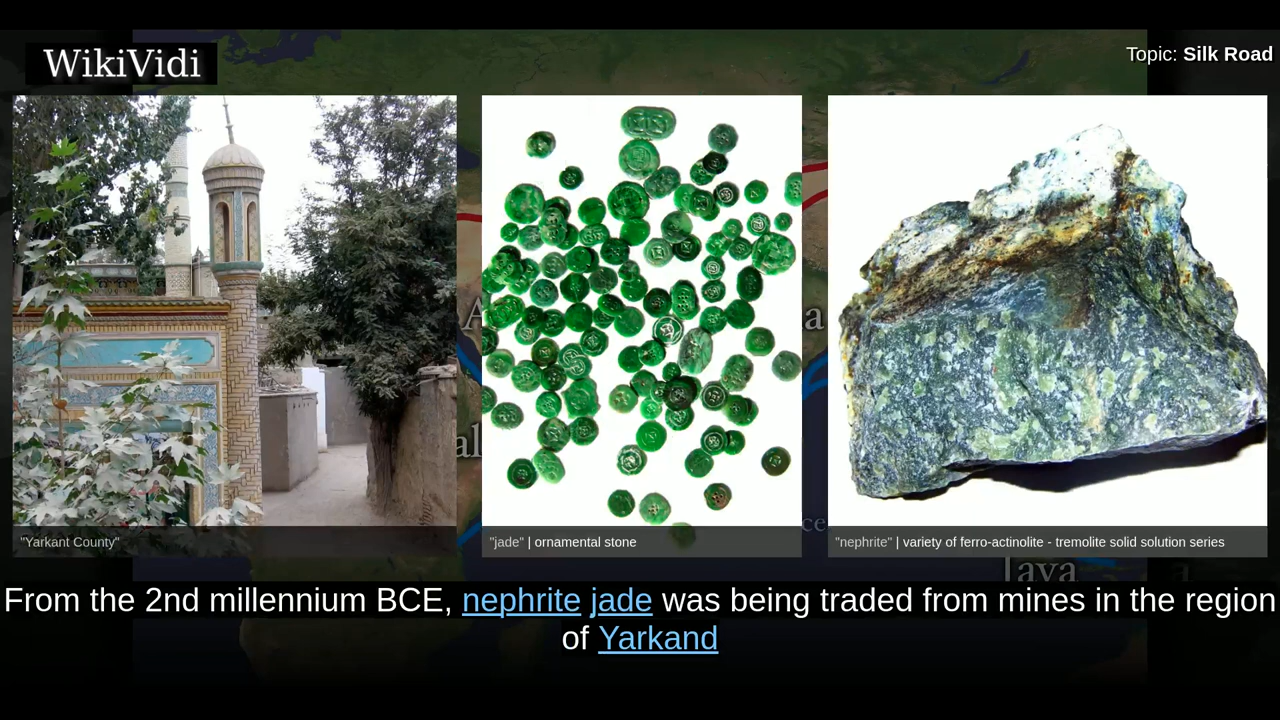 WikiVidi
Topic: Silk Road
"Yarkant County"
"jade" | ornamental stone
"nephrite" | variety of ferro-actinolite - tremolite solid solution series
Java
From the 2nd millennium BCE, nephrite jade was being traded from mines in the region
of Yarkand